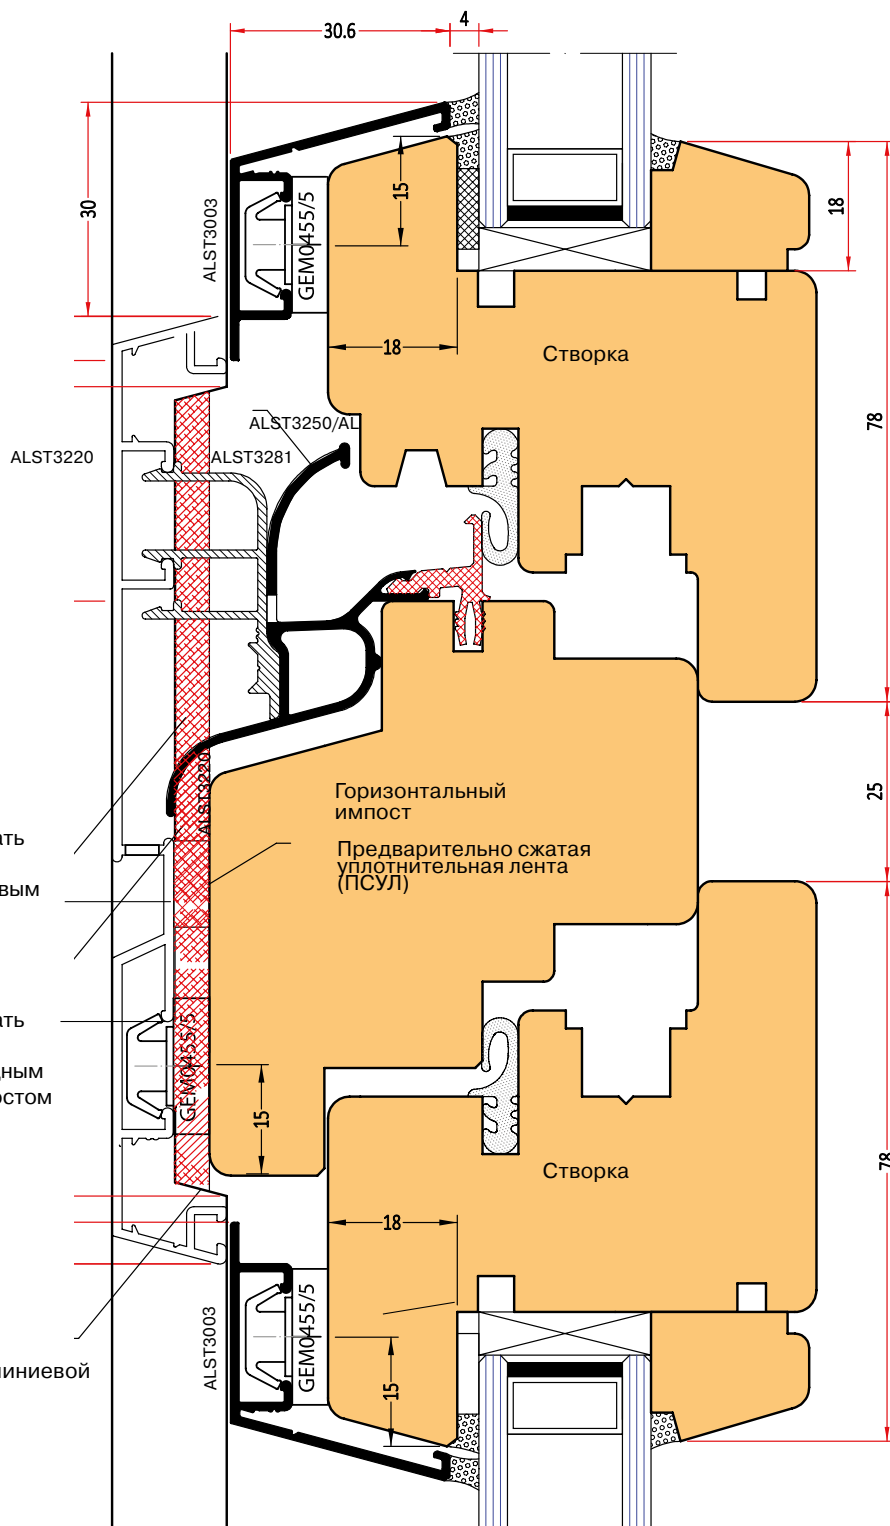 30.6
4
30
ALST3003
GEM0455/5
15
18
18
Створка
78
ALST3250/AL
ALST3220
ALST3281
ALST3220
Горизонтальный
импост
Предварительно сжатая
уплотнительная лента
(ПСУЛ)
25
ать
вым
ать
дным
остом
GEM0455/5
15
Створка
78
18
ALST3003
GEM0455/5
15
иниевой